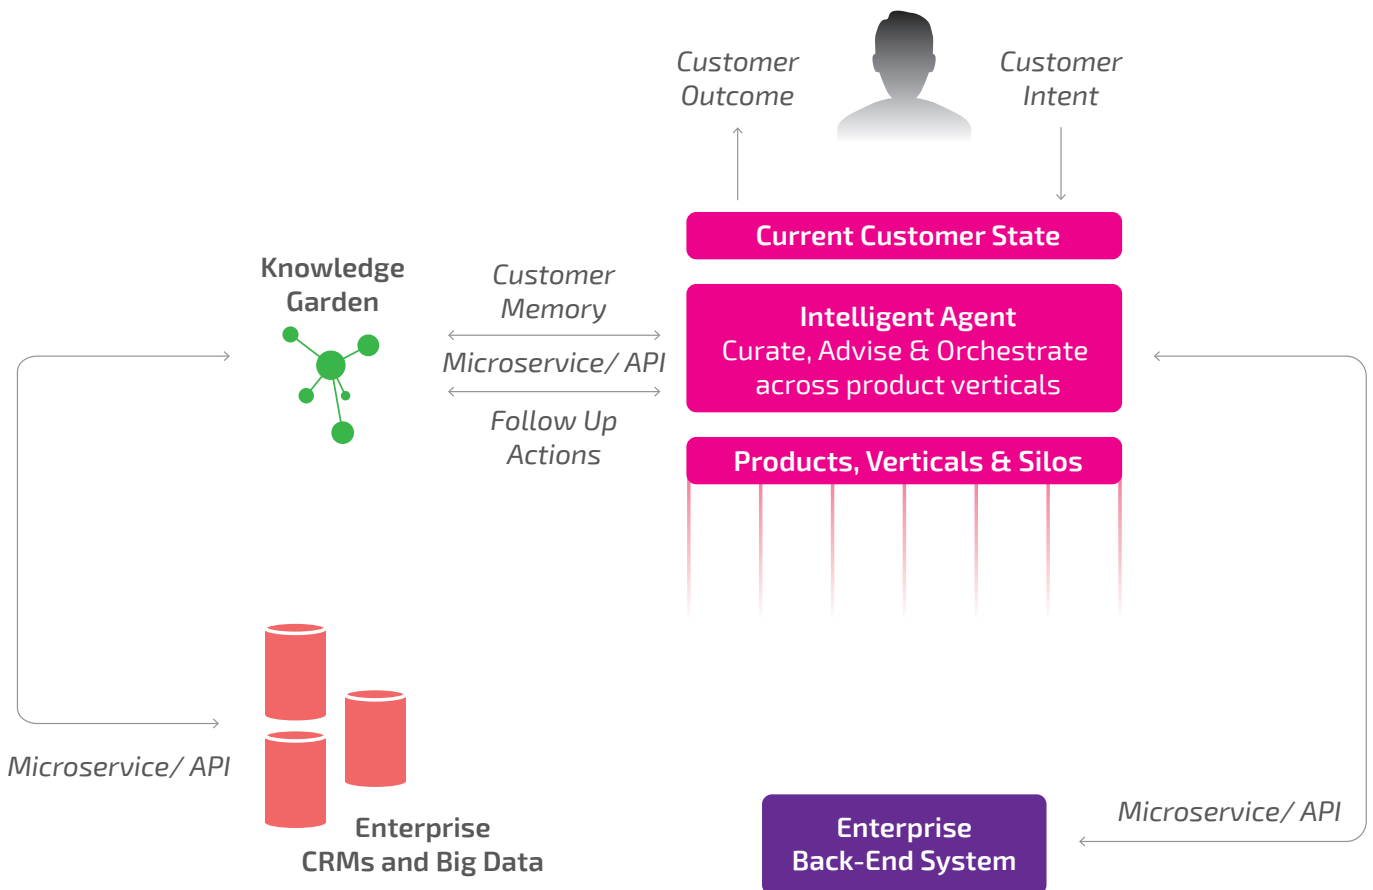 Customer
Outcome
Customer
Intent
Current Customer State
Knowledge
Garden
Customer
Memory
Microservice/ API
Follow Up
Actions
Intelligent Agent
Curate, Advise & Orchestrate
across product verticals
Products, Verticals & Silos
Microservice/ API
Enterprise
CRMs and Big Data
Enterprise
Back-End System
Microservice/ API